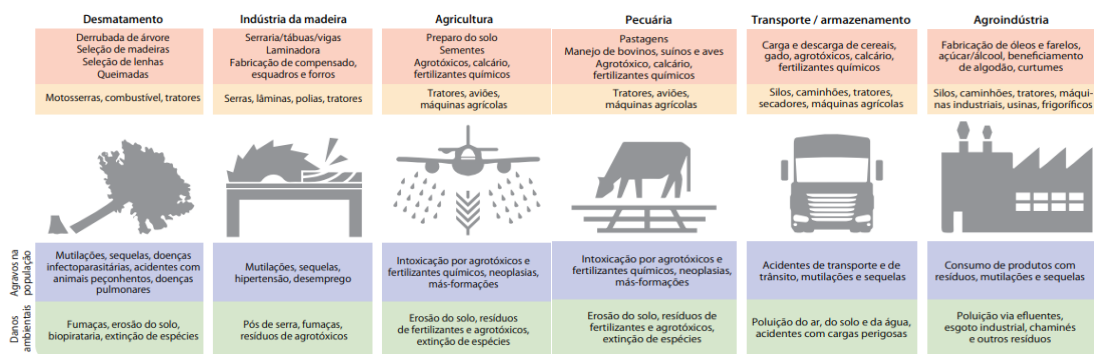 Desmatamento
Derrubada de árvore
Seleção de madeiras
Seleção de lenhas
Queimadas
Motosserras, combustível, tratores
Indústria da madeira
Serraria/tábuas/vigas
Laminadora
Fabricação de compensado,
esquadros e forros
Serras, lâminas, polias, tratores
Agricultura
Preparo do solo
Sementes
Agrotóxicos, calcário,
fertilizantes químicos
Tratores, aviões,
máquinas agrícolas
Pecuária
Pastagens
Manejo de bovinos, suínos e aves
Agrotóxico, calcário,
fertilizantes químicos
Tratores, aviões,
máquinas agrícolas
Transporte / armazenamento
Carga e descarga de cereais,
gado, agrotóxicos, calcário,
fertilizantes químicos
Silos, caminhões, tratores,
secadores, máquinas agrícolas
Agroindústria
Fabricação de óleos e farelos,
açúcar/álcool, beneficiamento
de algodão, curtumes
Silos, caminhões, tratores, máqui-
nas industriais, usinas, frigoríficos
Agravos na
população
Mutilações, sequelas, doenças
infectoparasitárias, acidentes com
animais peçonhentos, doenças
pulmonares
Mutilações, sequelas,
hipertensão, desemprego
Intoxicação por agrotóxicos e
fertilizantes químicos, neoplasias,
más-formações
Intoxicação por agrotóxicos e
fertilizantes químicos, neoplasias,
más-formações
Acidentes de transporte e de
trânsito, mutilações e sequelas
Consumo de produtos com
resíduos, mutilações e sequelas
Danos
ambientais
Fumaças, erosão do solo,
biopirataria, extinção de espécies
Pós de serra, fumaças,
resíduos de agrotóxicos
Erosão do solo, resíduos
de fertilizantes e agrotóxicos,
extinção de espécies
Erosão do solo, resíduos de
fertilizantes e agrotóxicos,
extinção de espécies
Poluição do ar, do solo e da água,
acidentes com cargas perigosas
Poluição via efluentes,
esgoto industrial, chaminés
e outros resíduos